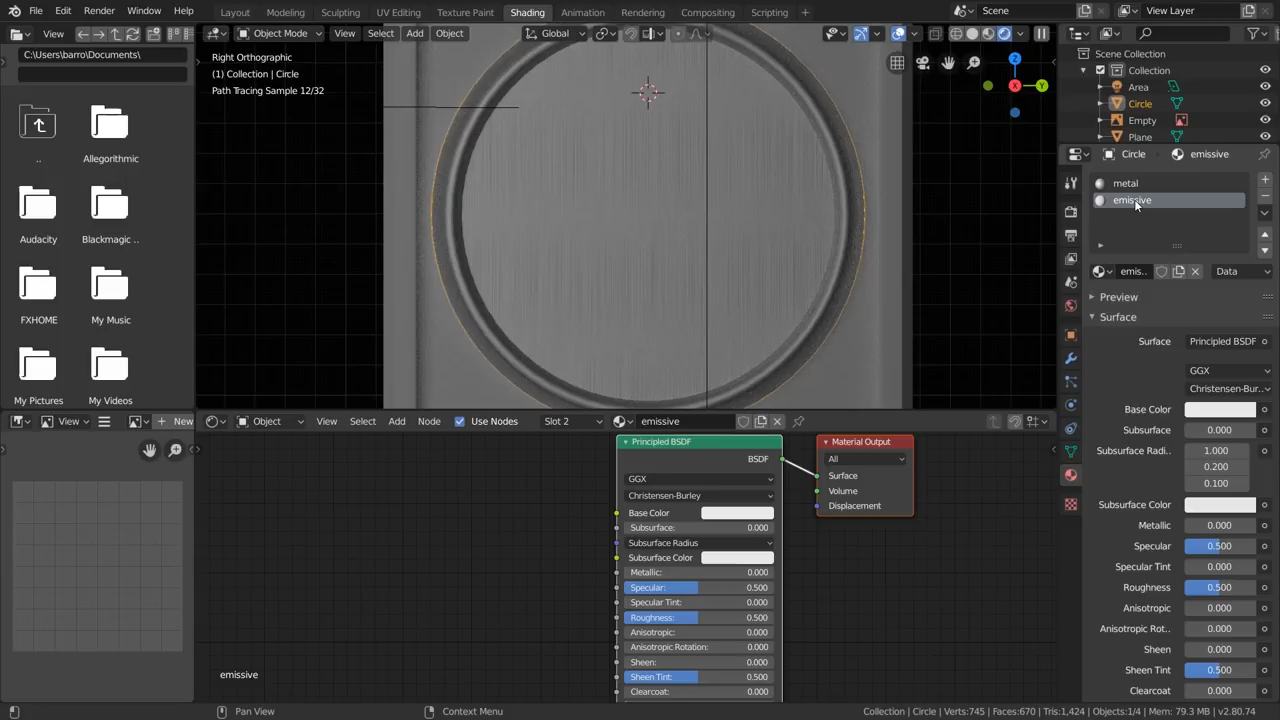 File Edit Render Window Help Layout Modeling Sculpting UV Editing Texture Paint Shading Animation Rendering Compositing Scripting Scene View Layer
View Object Mode View Select Add Object Global
C:\Users\barro\Documents\
Right Orthographic
(1) Collection | Circle
Path Tracing Sample 12/32
Scene Collection
Collection
Area
Circle
Empty
Plane
..
Allegorithmic
Circle emissive
metal
emissive
Audacity
Blackmagic ..
emis.. Data
Preview
FXHOME
My Music
Surface
Surface Principled BSDF
GGX
Christensen-Bur..
My Pictures
My Videos
Base Color
Subsurface 0.000
Subsurface Radi.. 1.000
0.200
0.100
Subsurface Color
Metallic 0.000
Specular 0.500
Specular Tint 0.000
Roughness 0.500
Anisotropic 0.000
Anisotropic Rot.. 0.000
Sheen 0.000
Sheen Tint 0.500
Clearcoat 0.000
View New Object View Select Add Node Use Nodes Slot 2 emissive
Principled BSDF
BSDF
GGX
Christensen-Burley
Base Color
Subsurface: 0.000
Subsurface Radius
Subsurface Color
Metallic: 0.000
Specular: 0.500
Specular Tint: 0.000
Roughness: 0.500
Anisotropic: 0.000
Anisotropic Rotation: 0.000
Sheen: 0.000
Sheen Tint: 0.500
Clearcoat: 0.000
Material Output
All
Surface
Volume
Displacement
emissive
Pan View Context Menu Collection | Circle | Verts:745 | Faces:670 | Tris:1,424 | Objects:1/4 | Mem: 79.3 MB | v2.80.74
X
Y
Z